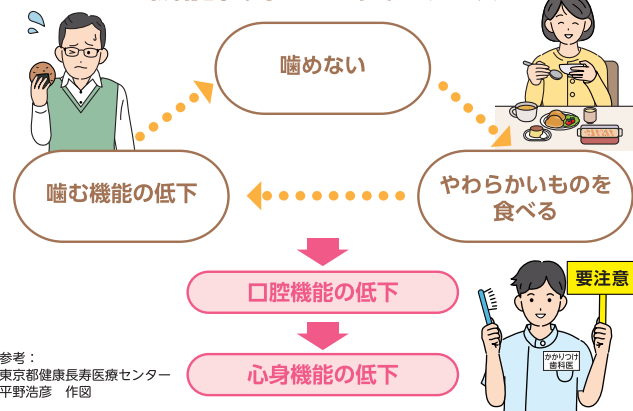 噛めない
噛む機能の低下
やわらかいものを
食べる
口腔機能の低下
心身機能の低下
要注意
かかりつけ
歯科医
参考：
東京都健康長寿医療センター
平野浩彦　作図